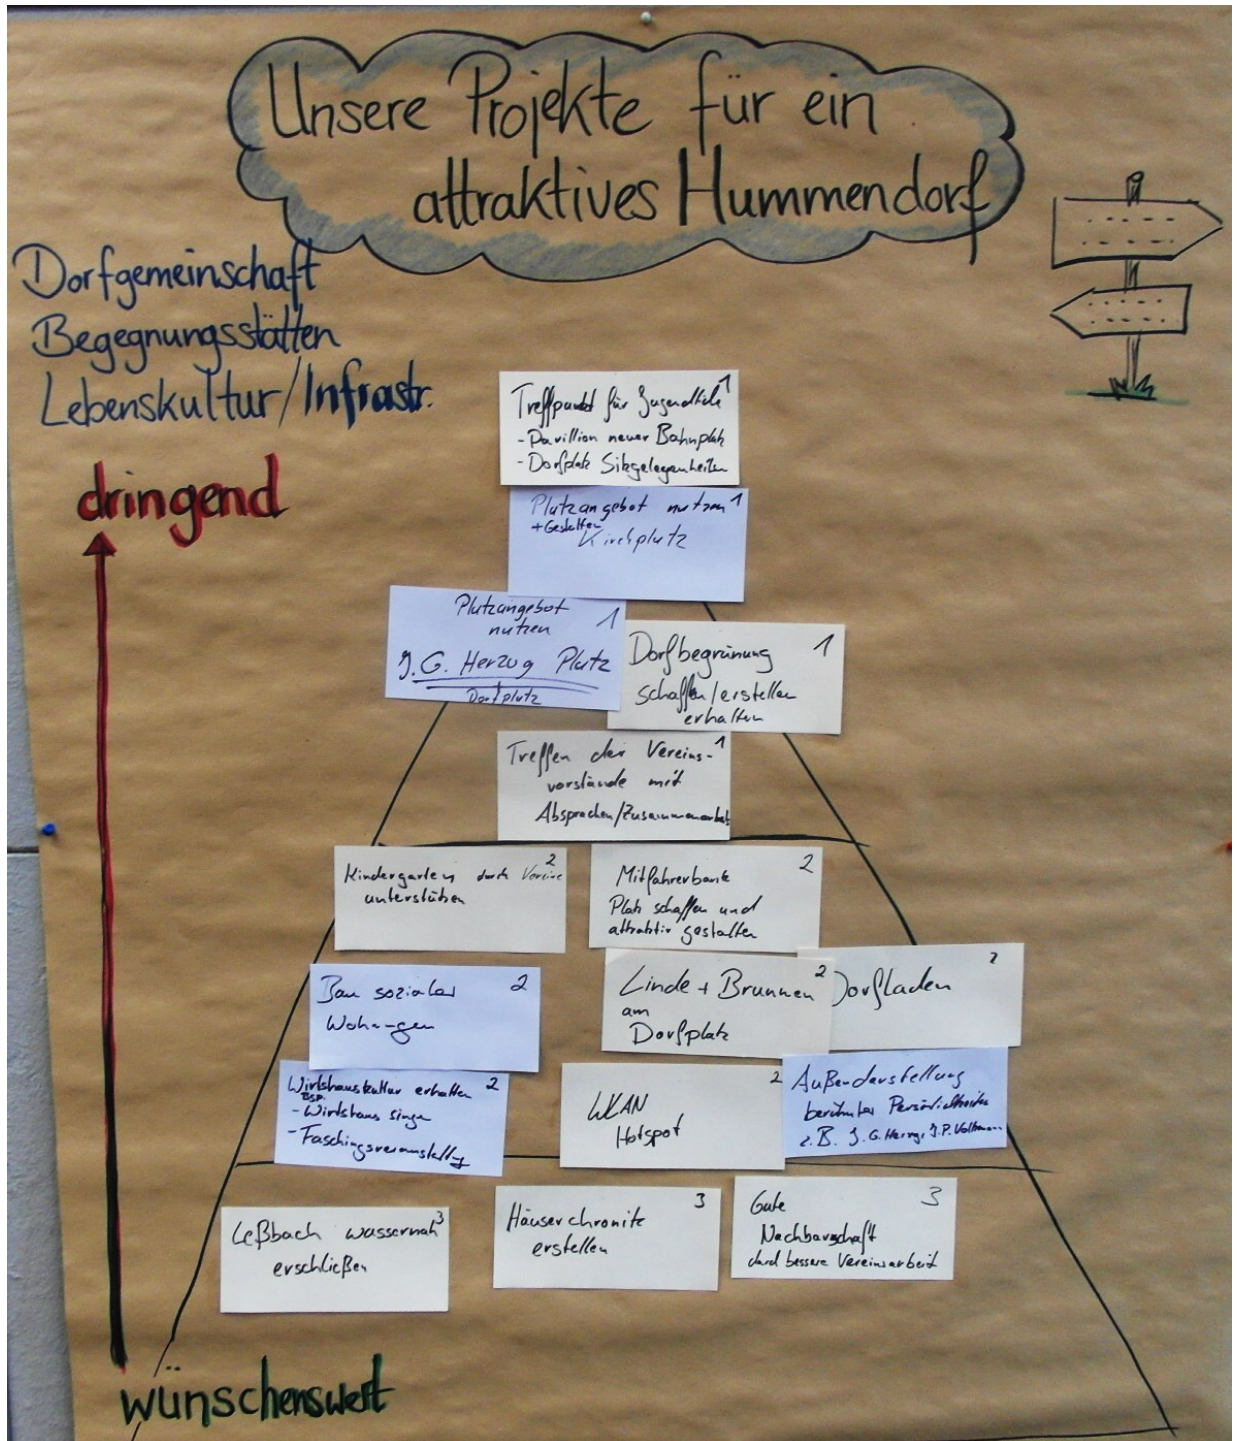 Unsere Projekte für ein
attraktives Hummendorf
Dorfgemeinschaft
Begegnungsstätten
Lebenskultur/Infrastr.
dringend
Treffpunkt für Jugendliche 1
- Pavillion neuer Bahnplatz
- Dorfplatz Sitzgelegenheiten
Platzangebot nutzen 1
+ Gestalten
Kirchplatz
Platzangebot
nutzen 1
J.G. Herzog Platz
Dorfplatz
Dorfbegrünung 1
schaffen/erstellen
erhalten
Treffen der Vereins- 1
vorstände mit
Absprachen/Zusammenarbeit
Kindergarten durch Vereine 2
unterstützen
Mitfahrerbank 2
Platz schaffen und
attraktiv gestalten
Bau sozialer 2
Wohnungen
Linde + Brunnen 2
am
Dorfplatz
Dorfladen 2
Wirtshauskultur erhalten 2
Bsp.
- Wirtshaus singen
- Faschingsveranstaltung
WLAN 2
Hotspot
Außendarstellung
berühmter Persönlichkeiten
z.B. J.G. Herzog, J.P.
Leßbach wassernah 3
erschließen
Häuserchronik 3
erstellen
Gute 3
Nachbarschaft
durch bessere Vereinsarbeit
wünschenswert